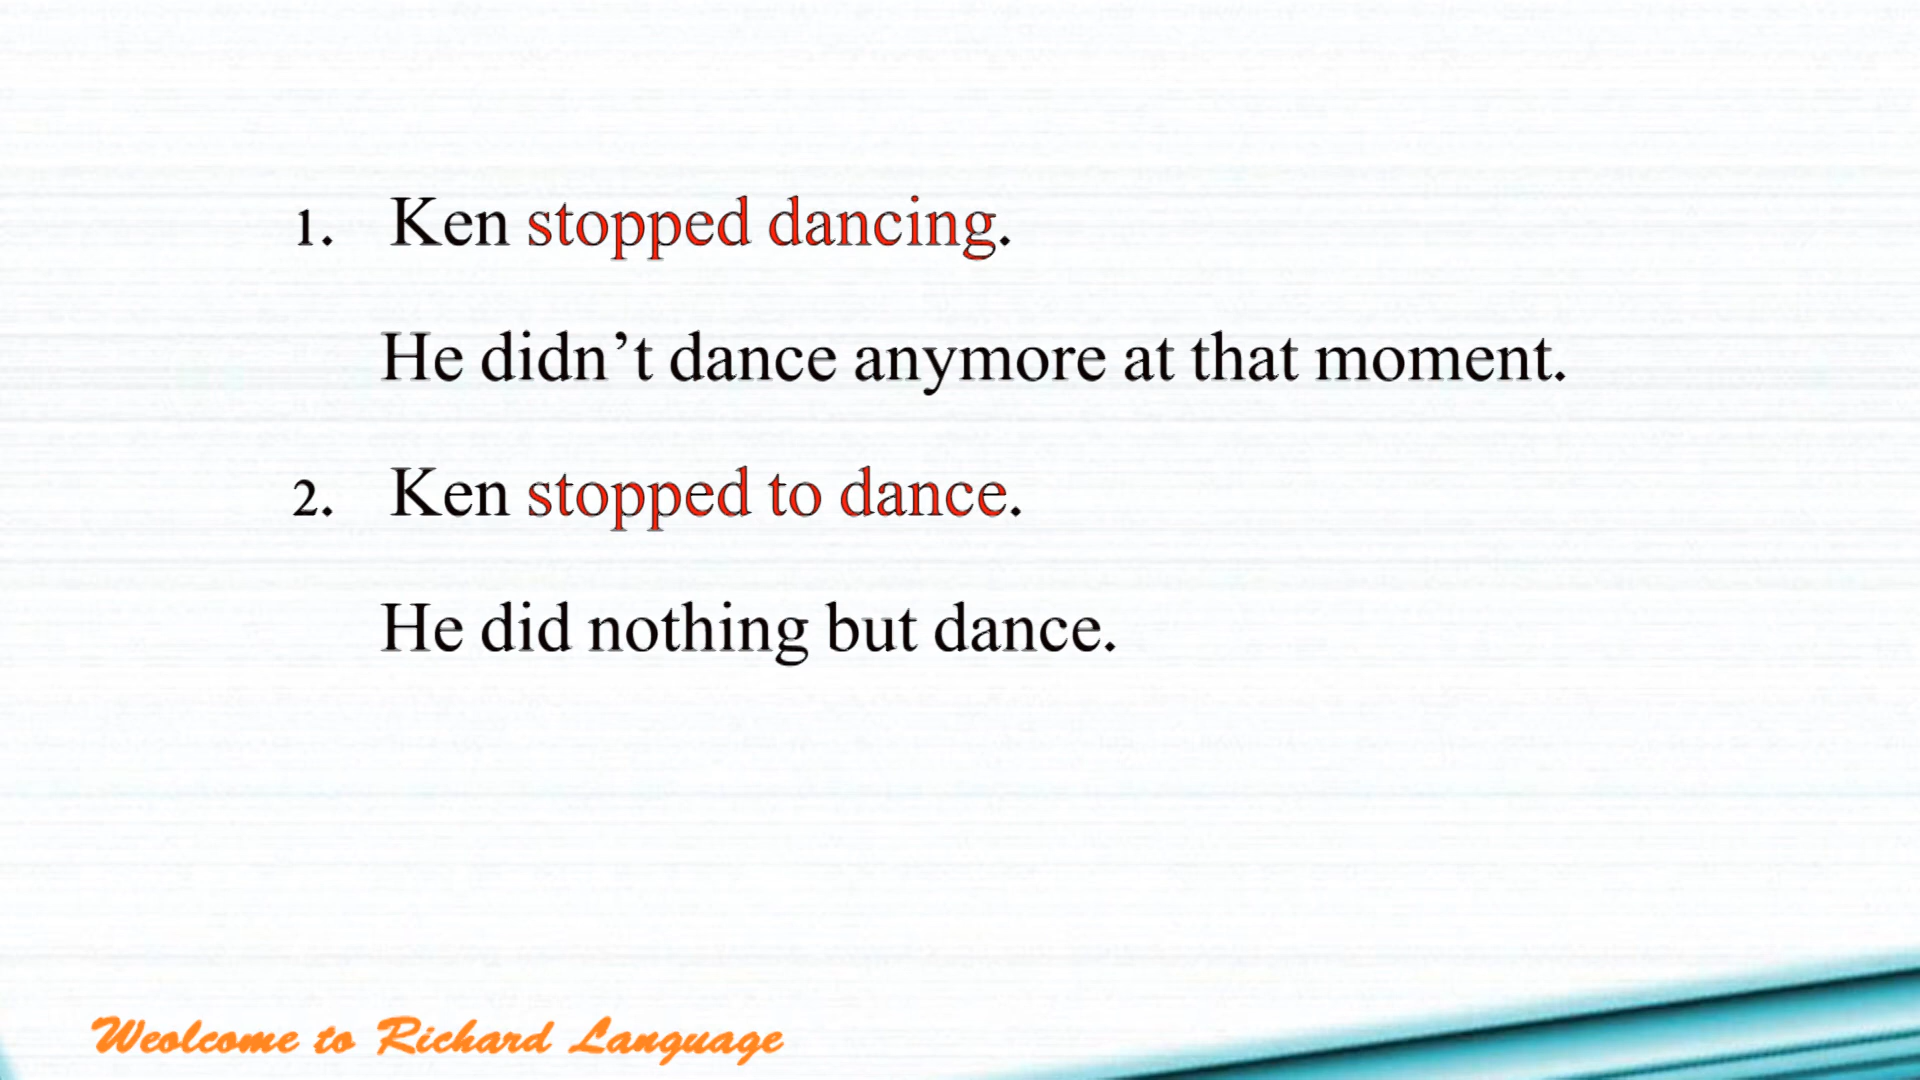 1. Ken stopped dancing.
He didn’t dance anymore at that moment.
2. Ken stopped to dance.
He did nothing but dance.
Weolcome to Richard Language